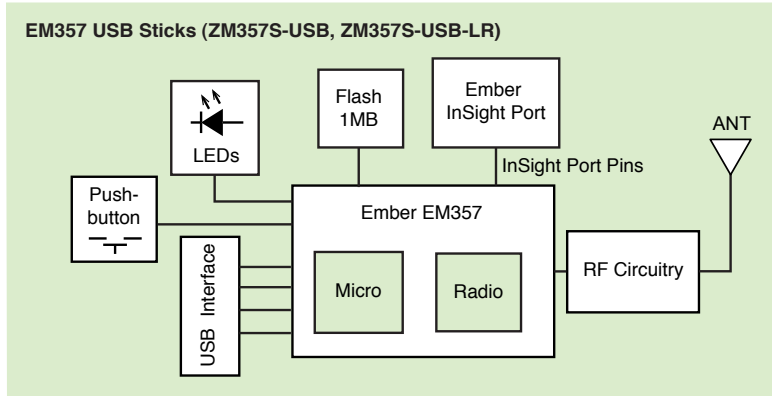 EM357 USB Sticks (ZM357S-USB, ZM357S-USB-LR)
LEDs
Flash
1MB
Ember
InSight Port
ANT
InSight Port Pins
Push-
button
Ember EM357
USB Interface
Micro
Radio
RF Circuitry